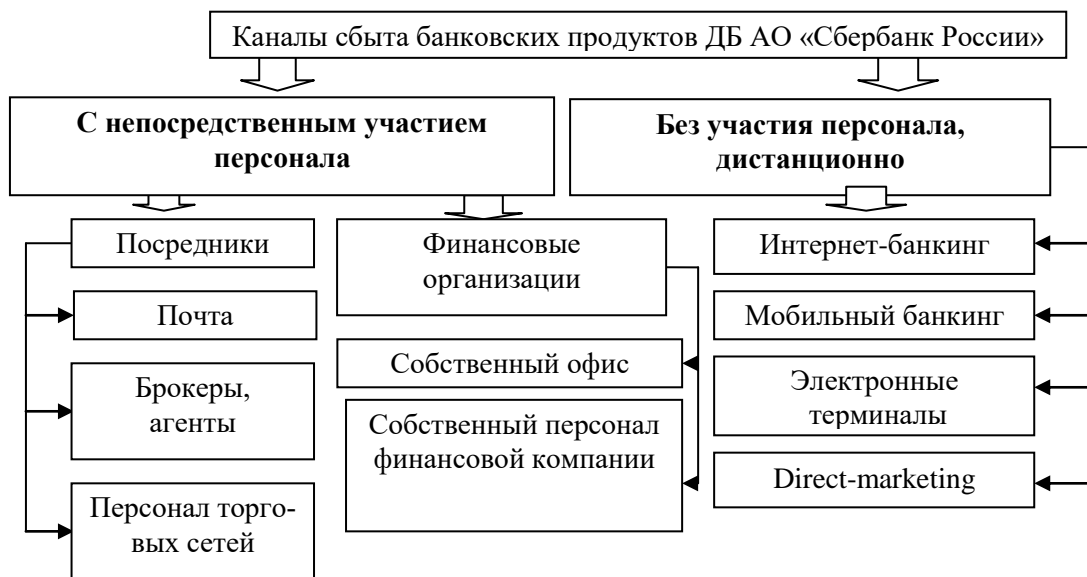 Каналы сбыта банковских продуктов ДБ АО «Сбербанк России»
С непосредственным участием
персонала
Без участия персонала,
дистанционно
Посредники
Почта
Брокеры,
агенты
Персонал торго-
вых сетей
Финансовые
организации
Собственный офис
Собственный персонал
финансовой компании
Интернет-банкинг
Мобильный банкинг
Электронные
терминалы
Direct-marketing